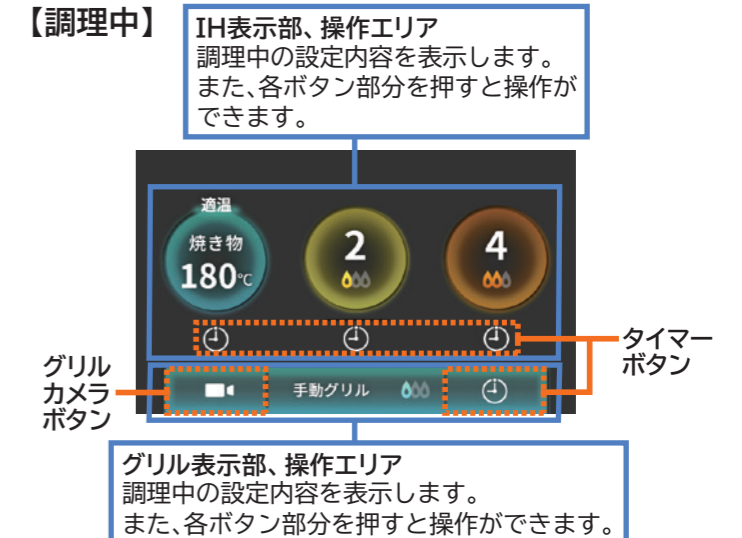 【調理中】
IH表示部、操作エリア
調理中の設定内容を表示します。
また、各ボタン部分を押すと操作が
できます。
適温
焼き物
180℃
2
4
タイマー
ボタン
グリル
カメラ
ボタン
手動グリル
グリル表示部、操作エリア
調理中の設定内容を表示します。
また、各ボタン部分を押すと操作ができます。